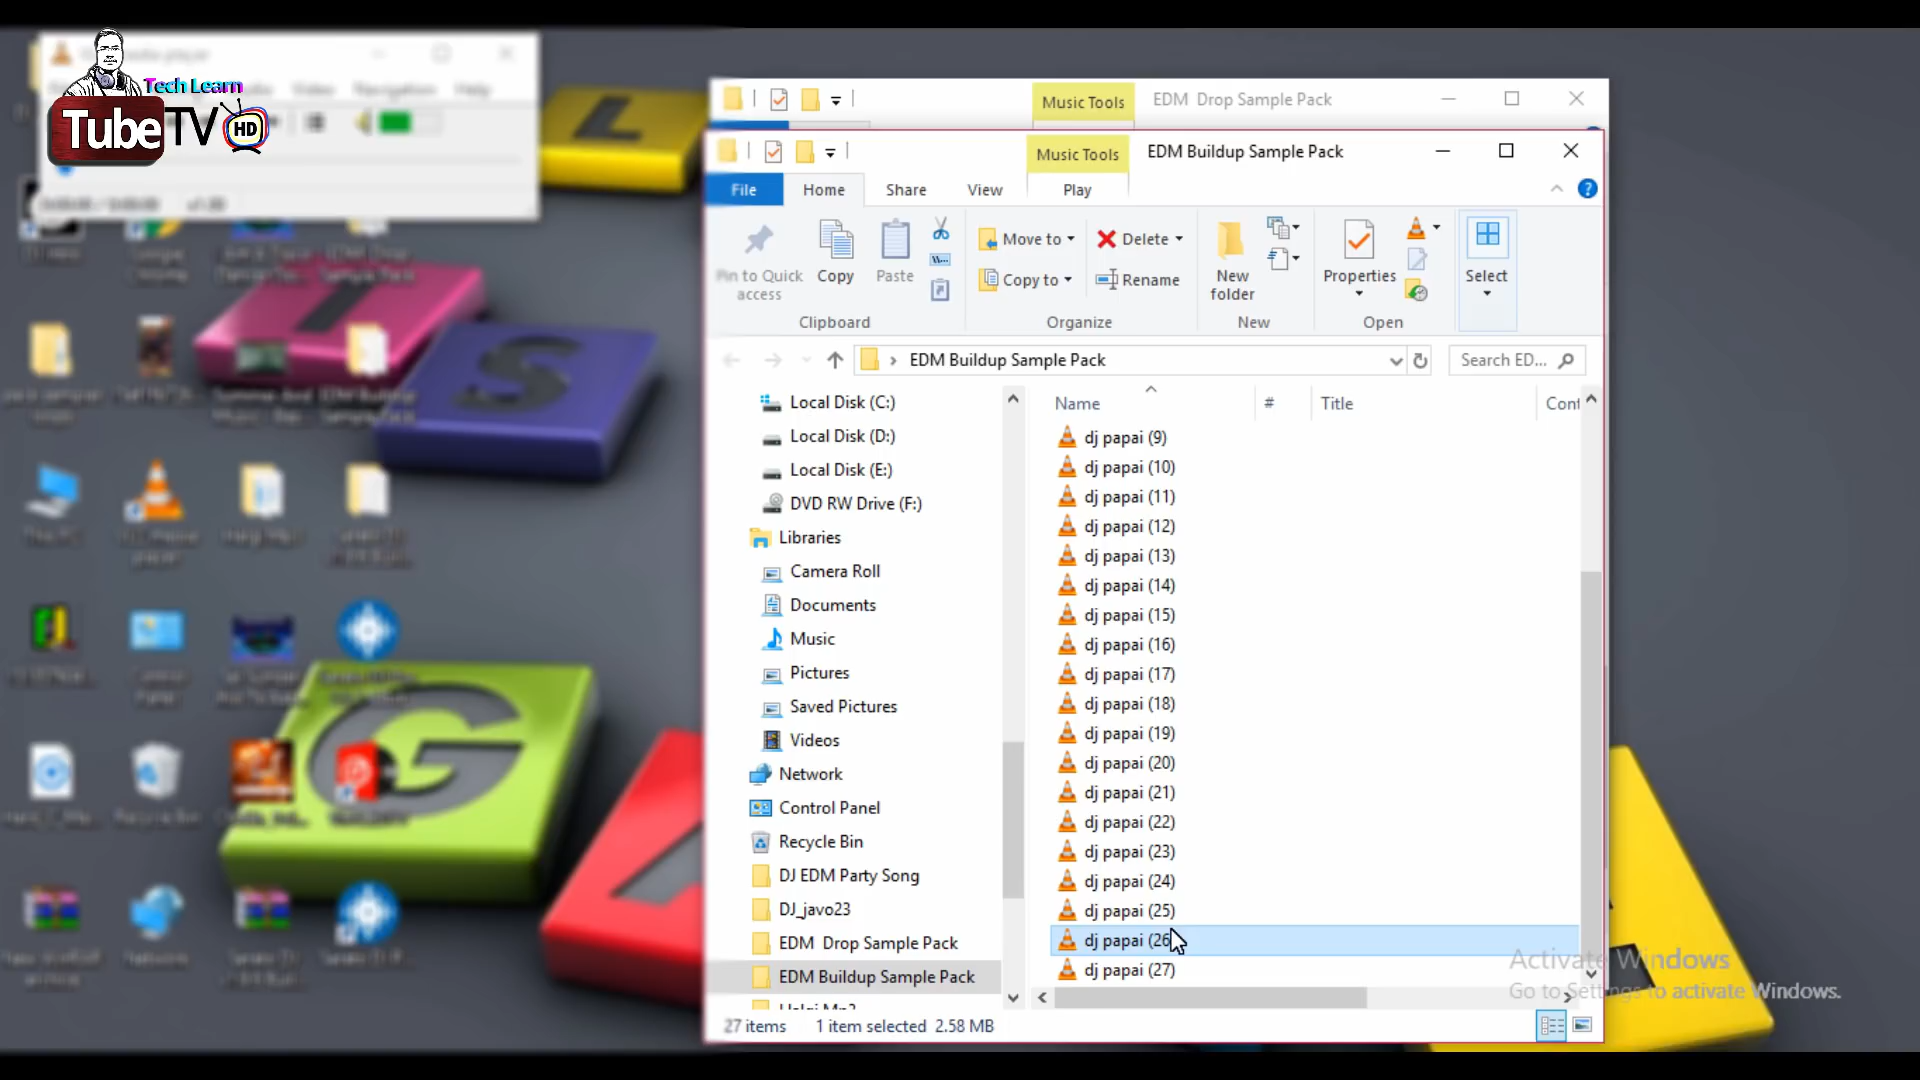 Tech Learn
TubeTV HD
Video Navigation Help
Music Tools
EDM  Drop Sample Pack
Music Tools
EDM Buildup Sample Pack
File
Home
Share
View
Play
Pin to Quick
access
Copy
Paste
Move to
Copy to
Delete
Rename
New
folder
Properties
Select
Clipboard
Organize
New
Open
EDM Buildup Sample Pack
Search ED...
Local Disk (C:)
Local Disk (D:)
Local Disk (E:)
DVD RW Drive (F:)
Libraries
Camera Roll
Documents
Music
Pictures
Saved Pictures
Videos
Network
Control Panel
Recycle Bin
DJ EDM Party Song
DJ_javo23
EDM  Drop Sample Pack
EDM Buildup Sample Pack
Name
#
Title
Cont
dj papai (9)
dj papai (10)
dj papai (11)
dj papai (12)
dj papai (13)
dj papai (14)
dj papai (15)
dj papai (16)
dj papai (17)
dj papai (18)
dj papai (19)
dj papai (20)
dj papai (21)
dj papai (22)
dj papai (23)
dj papai (24)
dj papai (25)
dj papai (26
dj papai (27)
27 items
1 item selected  2.58 MB
Activate Windows
Go to Settings to activate Windows.
L
I
S
G